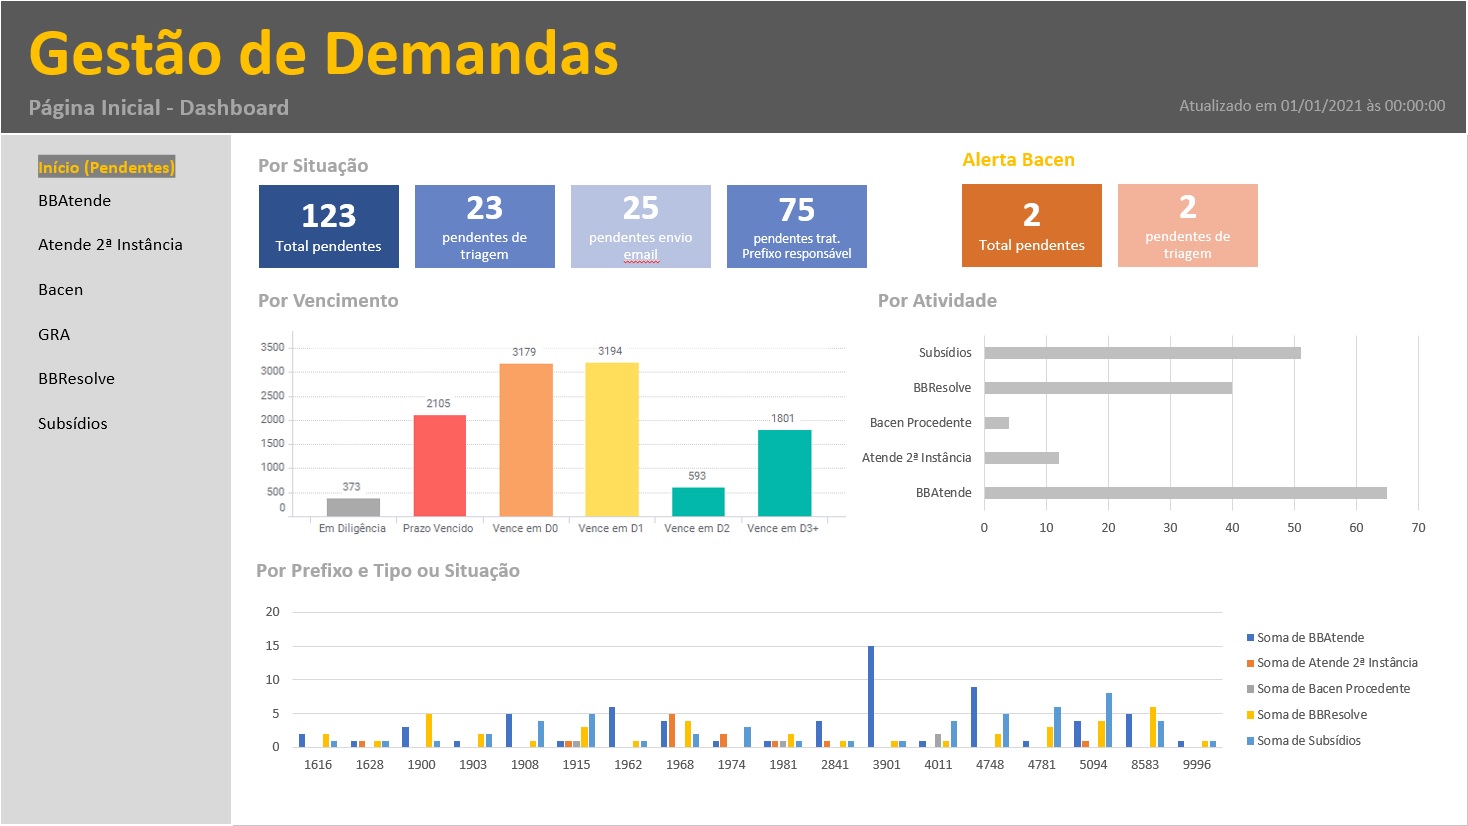 Gestão de Demandas
Página Inicial - Dashboard
Atualizado em 01/01/2021 às 00:00:00
Início (Pendentes)
BBAtende
Atende 2ª Instância
Bacen
GRA
BBResolve
Subsídios
Por Situação
123
Total pendentes
23
pendentes de
triagem
25
pendentes envio
email
75
pendentes trat.
Prefixo responsável
Alerta Bacen
2
Total pendentes
2
pendentes de
triagem
Por Vencimento
3500
3000
2500
2000
1500
1000
500
0
373
2105
3179
3194
593
1801
Em Diligência
Prazo Vencido
Vence em D0
Vence em D1
Vence em D2
Vence em D3+
Por Atividade
Subsídios
BBResolve
Bacen Procedente
Atende 2ª Instância
BBAtende
0 10 20 30 40 50 60 70
Por Prefixo e Tipo ou Situação
20
15
10
5
0
1616 1628 1900 1903 1908 1915 1962 1968 1974 1981 2841 3901 4011 4748 4781 5094 8583 9996
Soma de BBAtende
Soma de Atende 2ª Instância
Soma de Bacen Procedente
Soma de BBResolve
Soma de Subsídios